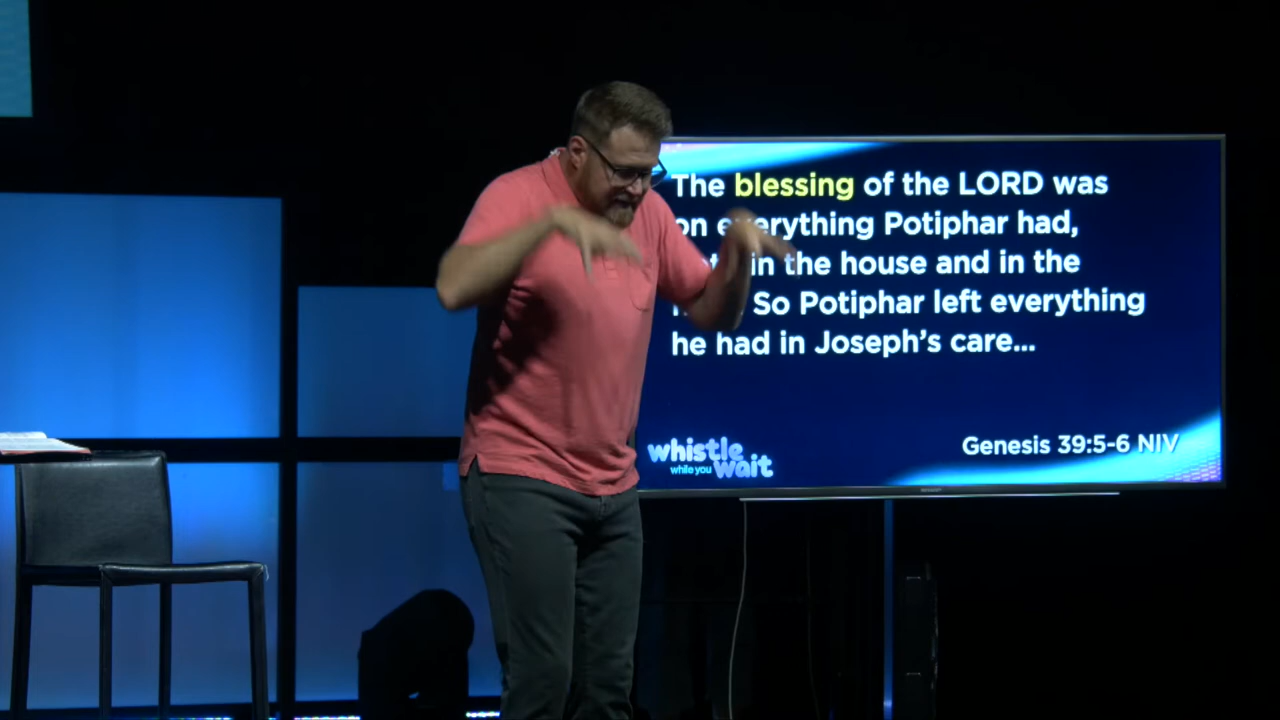 The blessing of the LORD was
on everything Potiphar had,
in the house and in the
So Potiphar left everything
he had in Joseph's care...
Genesis 39:5-6 NIV
whistle
while you wait